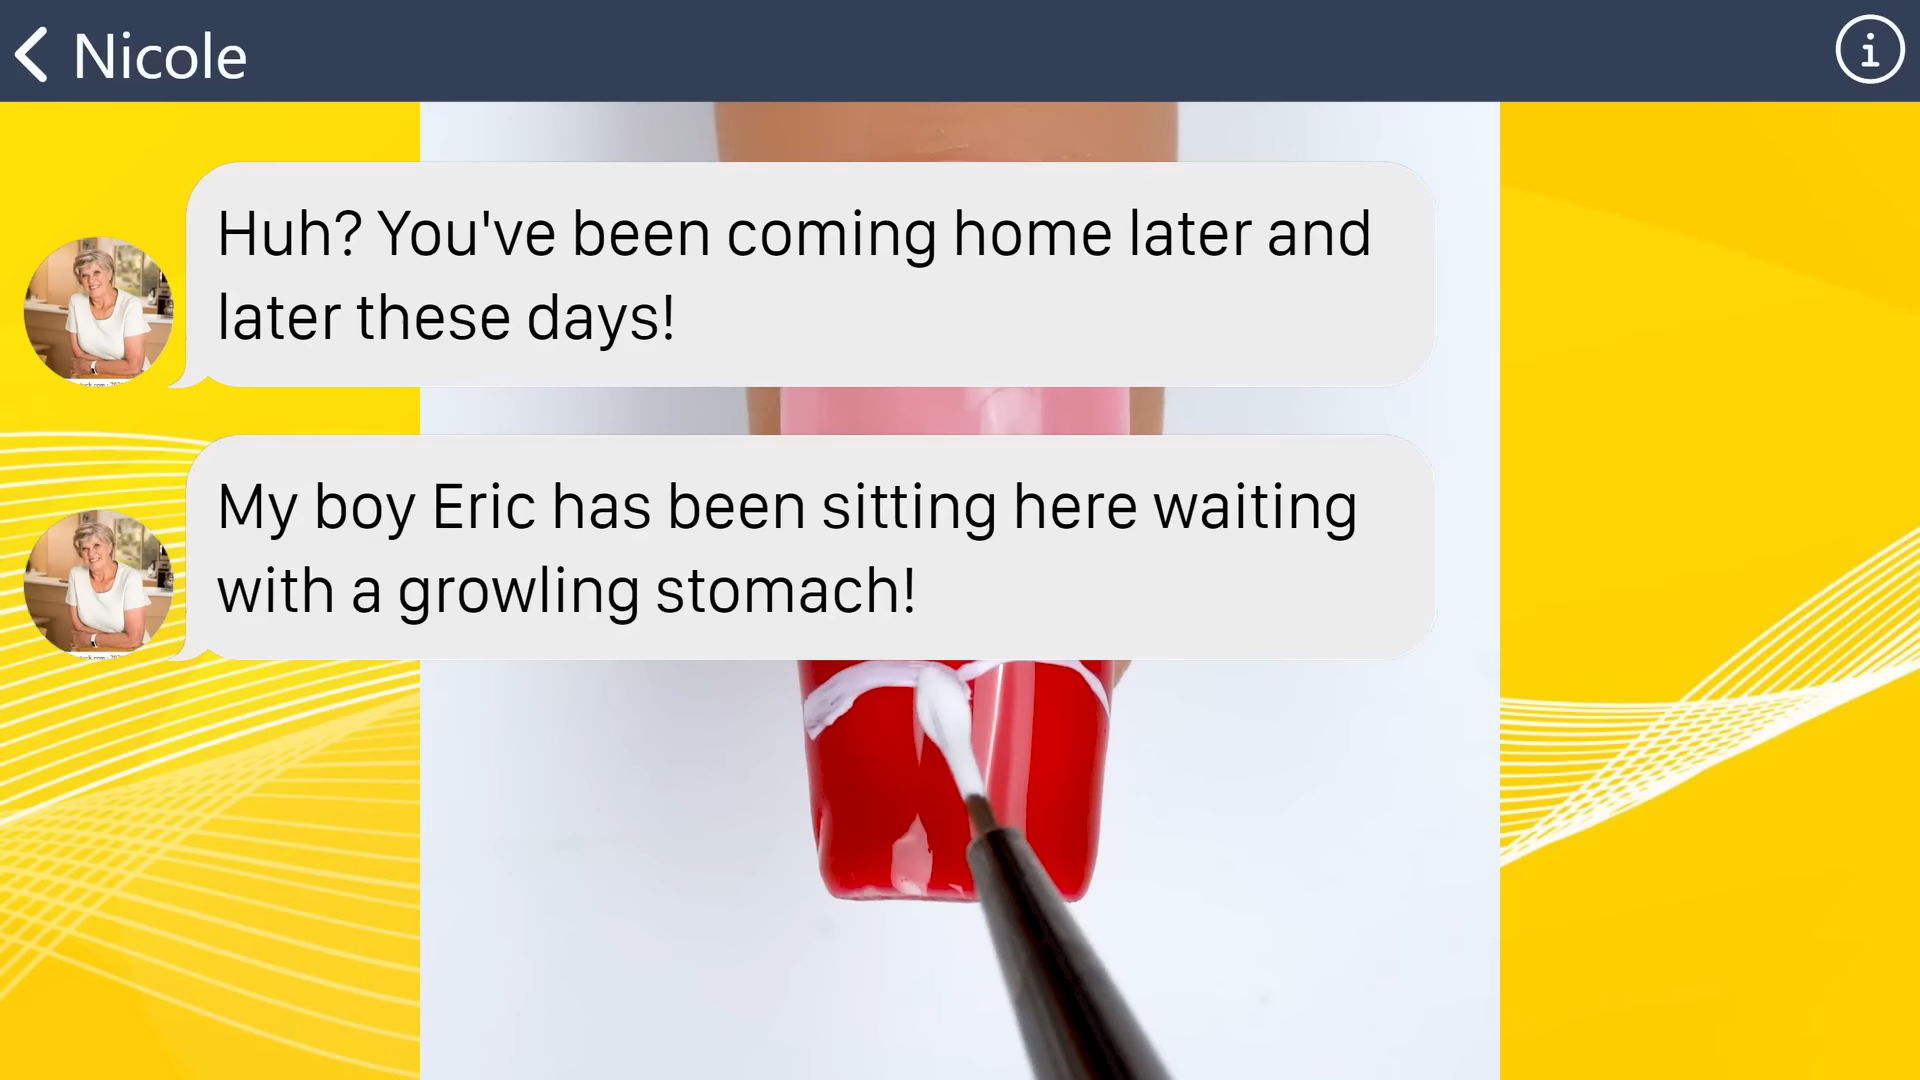 Nicole
Huh? You've been coming home later and
later these days!
My boy Eric has been sitting here waiting
with a growling stomach!